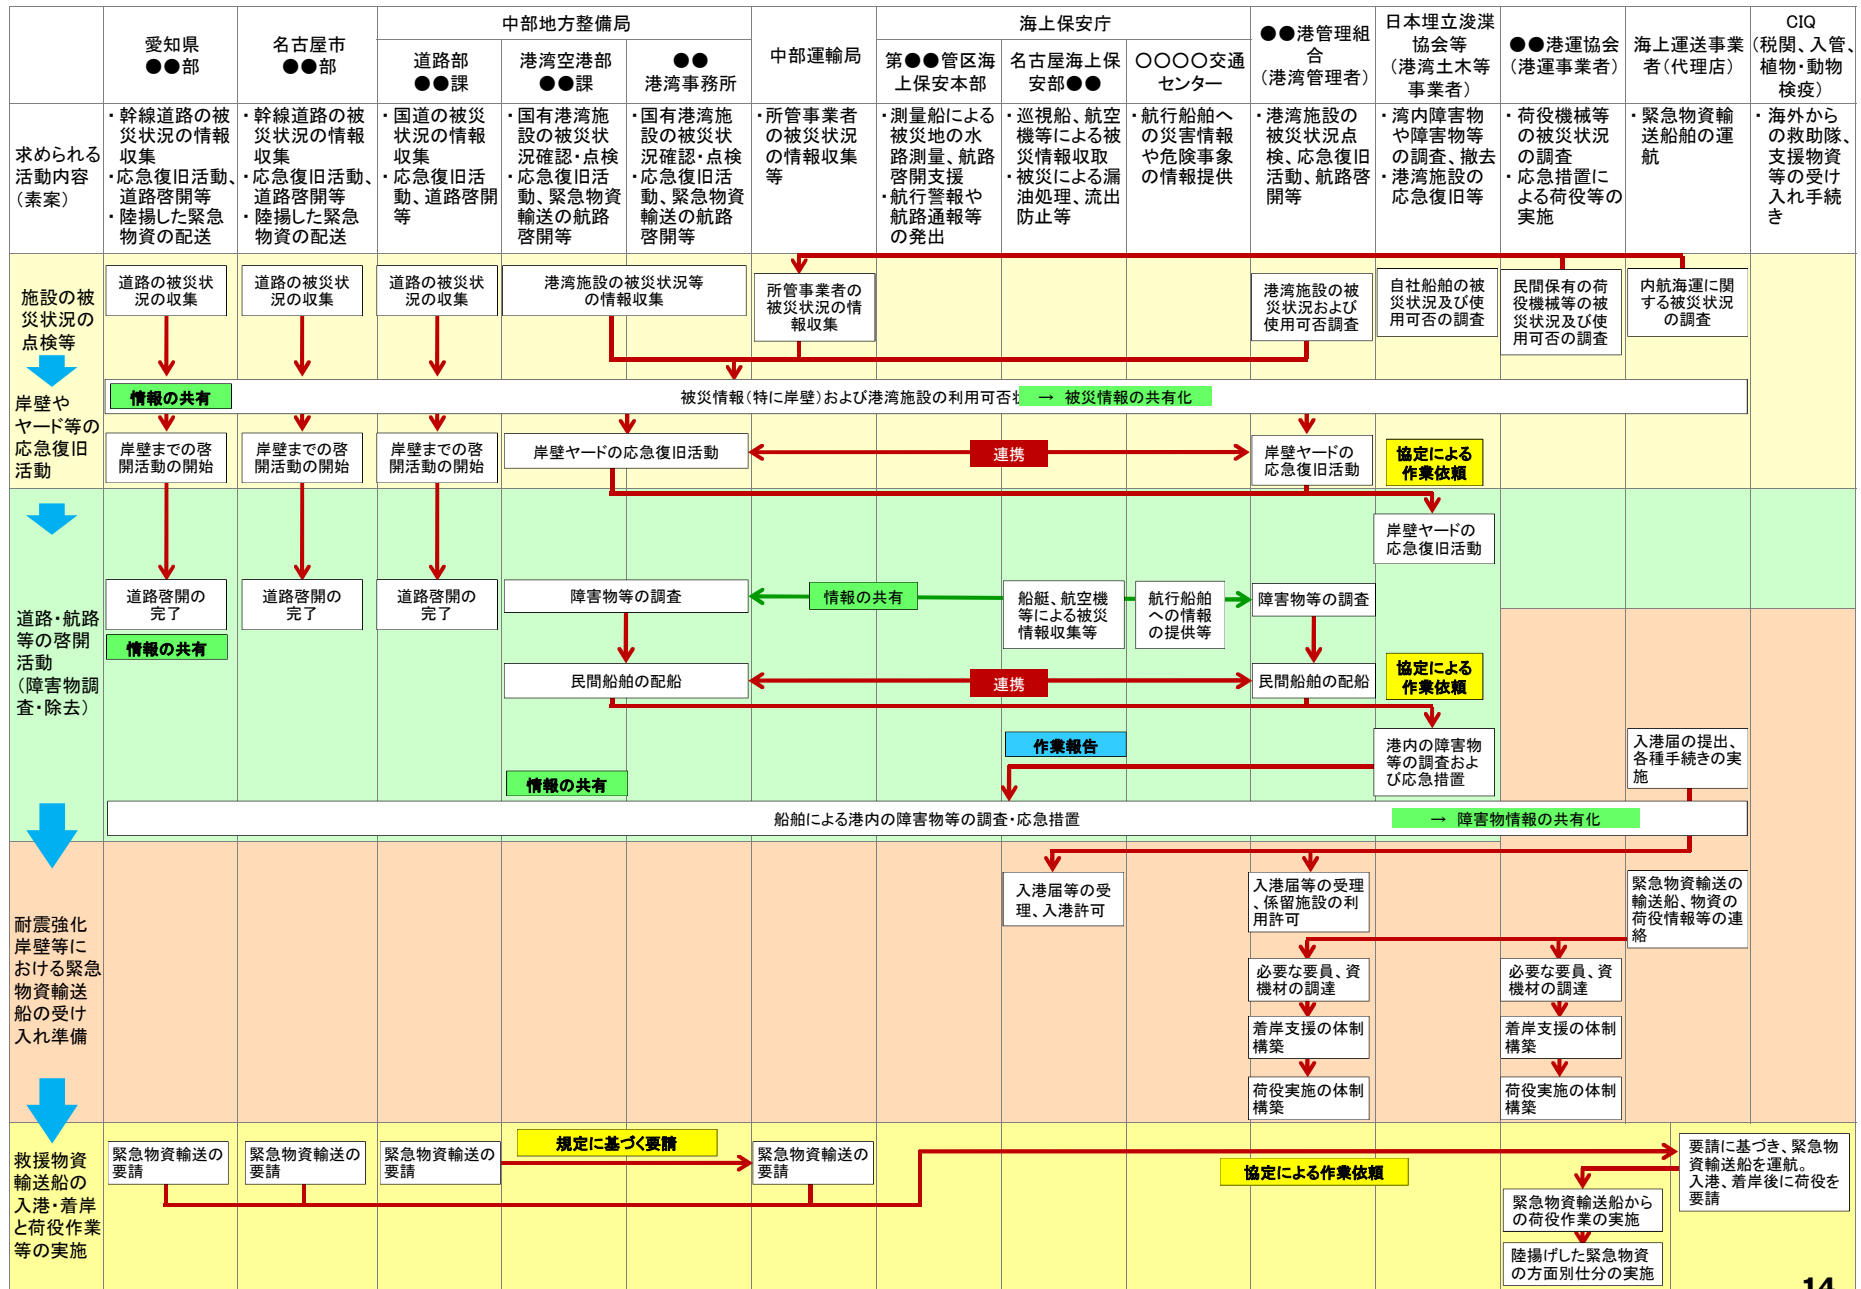 愛知県
●●部
名古屋市
●●部
中部地方整備局
道路部
●●課
港湾空港部
●●課
●●
港湾事務所
中部運輸局
海上保安庁
第●●管区海
上保安本部
名古屋海上保
安部●●
〇〇〇〇交通
センター
●●港管理組
合
（港湾管理者）
日本埋立浚渫
協会等
（港湾土木等
事業者）
●●港運協会
（港運事業者）
海上運送事業
者（代理店）
CIQ
（税関、入管、
植物・動物
検疫）
求められる
活動内容
（素案）
・幹線道路の被
災状況の情報
収集
・応急復旧活動、
道路啓開等
・陸揚した緊急
物資の配送
・幹線道路の被
災状況の情報
収集
・応急復旧活動、
道路啓開等
・陸揚した緊急
物資の配送
・国道の被災
状況の情報
収集
・応急復旧活
動、道路啓開
等
・国有港湾施
設の被災状
況確認・点検
・応急復旧活
動、緊急物資
輸送の航路
啓開等
・国有港湾施
設の被災状
況確認・点検
・応急復旧活
動、緊急物資
輸送の航路
啓開等
・所管事業者
の被災状況
の情報収集
等
・測量船による
被災地の水
路測量、航路
啓開支援
・航行警報や
航路通報等
の発出
・巡視船、航空
機等による被
災情報収取
・被災による漏
油処理、流出
防止等
・航行船舶へ
の災害情報
や危険事象
の情報提供
・港湾施設の
被災状況点
検、応急復旧
活動、航路啓
開等
・湾内障害物
や障害物等
の調査、撤去
・港湾施設の
応急復旧等
・荷役機械等
の被災状況
の調査
・応急措置に
よる荷役等の
実施
・緊急物資輸
送船舶の運
航
・海外から
の救助隊、
支援物資
等の受け
入れ手続
き
施設の被
災状況の
点検等
道路の被災状
況の収集
道路の被災状
況の収集
道路の被災状
況の収集
港湾施設の被災状況等
の情報収集
所管事業者の
被災状況の情
報収集
港湾施設の被
災状況および
使用可否調査
自社船舶の被
災状況及び使
用可否の調査
民間保有の荷
役機械等の被
災状況及び使
用可否の調査
内航海運に関
する被災状況
の調査
情報の共有
被災情報（特に岸壁）および港湾施設の利用可否
→ 被災情報の共有化
岸壁や
ヤード等の
応急復旧
活動
岸壁までの啓
開活動の開始
岸壁までの啓
開活動の開始
岸壁までの啓
開活動の開始
岸壁ヤードの応急復旧活動
連携
岸壁ヤードの
応急復旧活動
協定による
作業依頼
岸壁ヤードの
応急復旧活動
道路・航路
等の啓開
活動
（障害物調
査・除去）
道路啓開の
完了
道路啓開の
完了
道路啓開の
完了
障害物等の調査
情報の共有
船艇、航空機
等による被災
情報収集等
航行船舶
への情報
の提供等
障害物等の調査
情報の共有
民間船舶の配船
連携
民間船舶の配船
協定による
作業依頼
作業報告
港内の障害物
等の調査およ
び応急措置
入港届の提出、
各種手続きの実
施
情報の共有
船舶による港内の障害物等の調査・応急措置
→ 障害物情報の共有化
耐震強化
岸壁等に
おける緊急
物資輸送
船の受け
入れ準備
入港届等の受
理、入港許可
入港届等の受理
、係留施設の利
用許可
緊急物資輸送の
輸送船、物資の
荷役情報等の連
絡
必要な要員、資
機材の調達
必要な要員、資
機材の調達
着岸支援の体制
構築
着岸支援の体制
構築
荷役実施の体制
構築
荷役実施の体制
構築
救援物資
輸送船の
入港・着岸
と荷役作業
等の実施
緊急物資輸送の
要請
緊急物資輸送の
要請
緊急物資輸送の
要請
規定に基づく要請
緊急物資輸送の
要請
協定による作業依頼
要請に基づき、緊急物
資輸送船を運航。
入港、着岸後に荷役を
要請
緊急物資輸送船から
の荷役作業の実施
陸揚げした緊急物資
の方面別仕分の実施
14